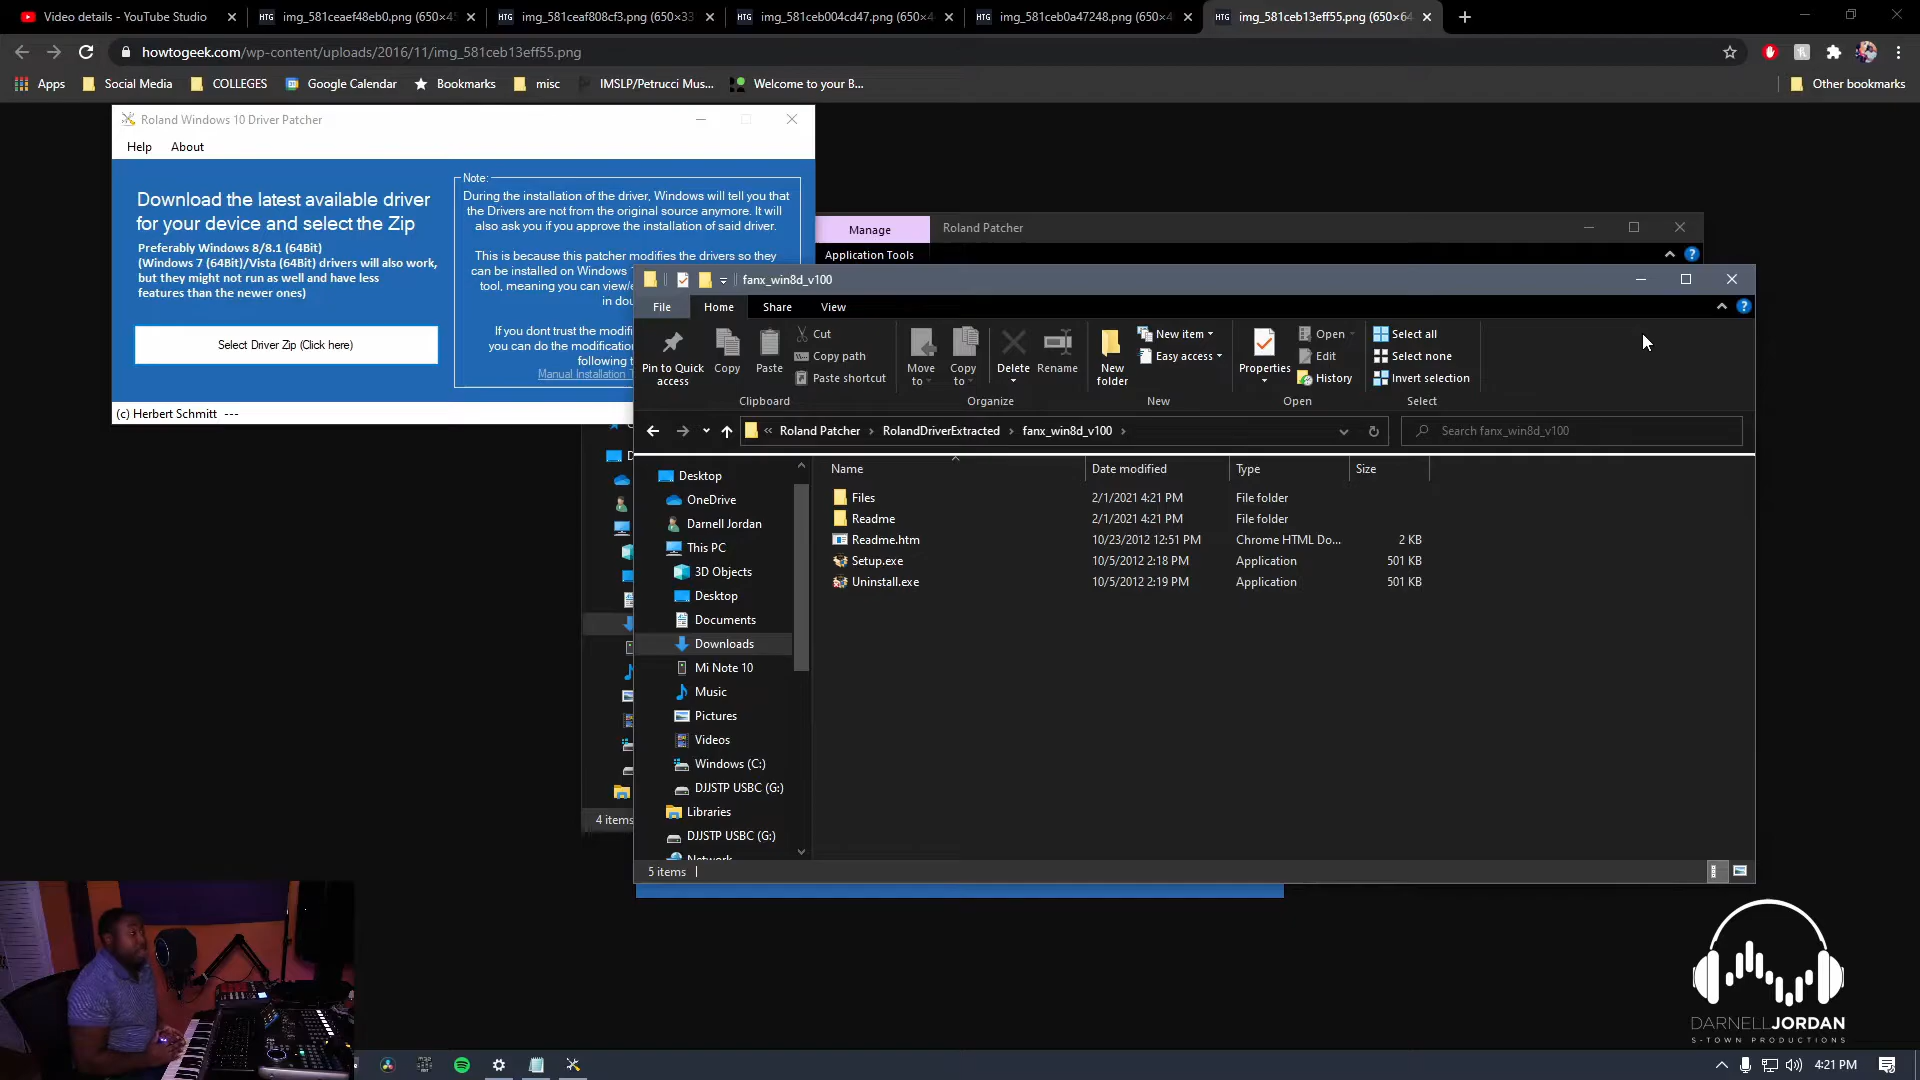 Video details - YouTube Studio
img_581ceaef48eb0.png (650×4
img_581ceaf808cf3.png (650×33
img_581ceb004cd47.png (650×4
img_581ceb0a47248.png (650×4
img_581ceb13eff55.png (650×64
howtogeek.com/wp-content/uploads/2016/11/img_581ceb13eff55.png
Apps
Social Media
COLLEGES
Google Calendar
Bookmarks
misc
IMSLP/Petrucci Mus...
Welcome to your B...
Other bookmarks
Roland Windows 10 Driver Patcher
Help About
Download the latest available driver
for your device and select the Zip
Preferably Windows 8/8.1 (64Bit)
(Windows 7 (64Bit)/Vista (64Bit) drivers will also work,
but they might not run as well and have less
features than the newer ones)
Select Driver Zip (Click here)
Note:
During the installation of the driver, Windows will tell you that
the Drivers are not from the original source anymore. It will
also ask you if you approve the installation of said driver.
This is because this patcher modifies the drivers so they
can be installed on Windows
tool, meaning you can view/e
in dou
If you dont trust the modifi
you can do the modification
following t
Manual Installation
(c) Herbert Schmitt ---
Manage
Roland Patcher
Application Tools
fanx_win8d_v100
File Home Share View
Pin to Quick
access
Copy
Paste
Cut
Copy path
Paste shortcut
Clipboard
Move
to
Copy
to
Delete
Rename
Organize
New
folder
New item
Easy access
New
Properties
Open
Edit
History
Open
Select all
Select none
Invert selection
Select
« Roland Patcher > RolandDriverExtracted > fanx_win8d_v100 >
Search fanx_win8d_v100
Desktop
OneDrive
Darnell Jordan
This PC
3D Objects
Desktop
Documents
Downloads
Mi Note 10
Music
Pictures
Videos
Windows (C:)
DJJSTP USBC (G:)
Libraries
DJJSTP USBC (G:)
Network
Name Date modified Type Size
Files 2/1/2021 4:21 PM File folder
Readme 2/1/2021 4:21 PM File folder
Readme.htm 10/23/2012 12:51 PM Chrome HTML Do... 2 KB
Setup.exe 10/5/2012 2:18 PM Application 501 KB
Uninstall.exe 10/5/2012 2:19 PM Application 501 KB
4 items
5 items
DARNELLJORDAN
S-TOWN PRODUCTIONS
4:21 PM